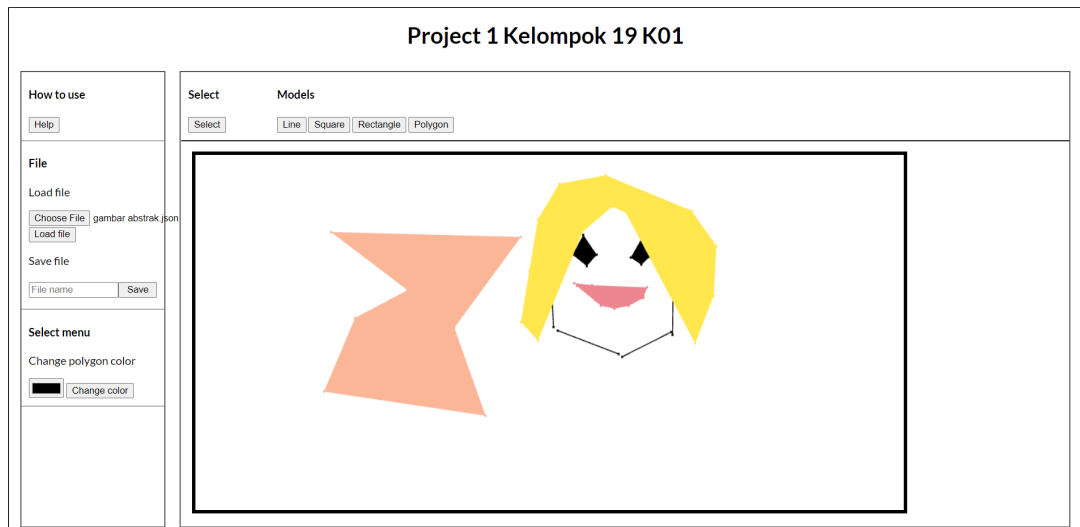 Project 1 Kelompok 19 K01
How to use
Help
File
Load file
Choose File gambar abstrak.json
Load file
Save file
File name Save
Select menu
Change polygon color
Change color
Select Models
Select Line Square Rectangle Polygon